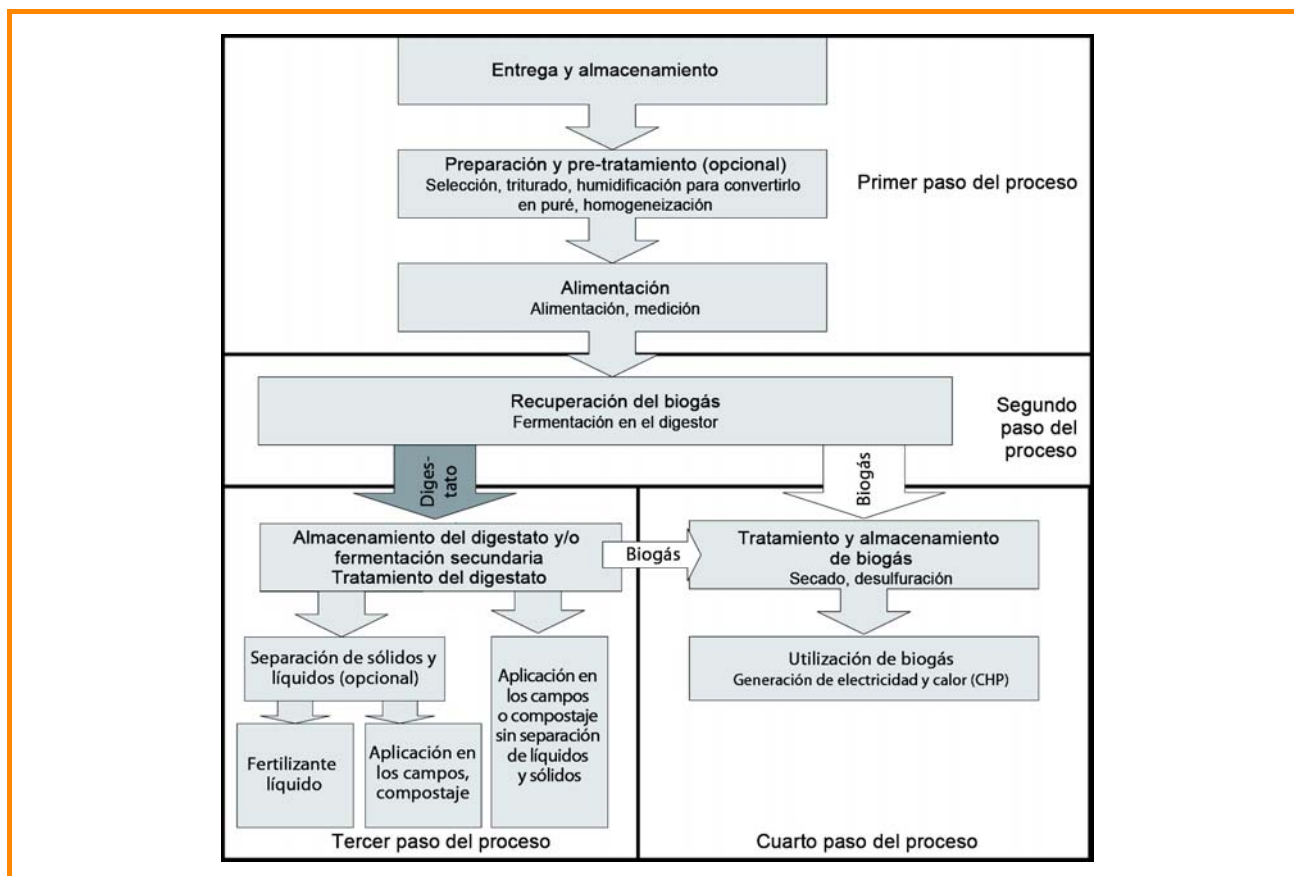 Entrega y almacenamiento
Preparación y pre-tratamiento (opcional)
Selección, triturado, humidificación para convertirlo
en puré, homogeneización
Primer paso del proceso
Alimentación
Alimentación, medición
Recuperación del biogás
Fermentación en el digestor
Segundo
paso del
proceso
Diges-
tato
Biogás
Almacenamiento del digestato y/o
fermentación secundaria
Tratamiento del digestato
Biogás
Tratamiento y almacenamiento
de biogás
Secado, desulfuración
Separación de sólidos y
líquidos (opcional)
Aplicación en
los campos
o compostaje
sin separación
de líquidos
y sólidos
Utilización de biogás
Generación de electricidad y calor (CHP)
Fertilizante
líquido
Aplicación en
los campos,
compostaje
Tercer paso del proceso
Cuarto paso del proceso